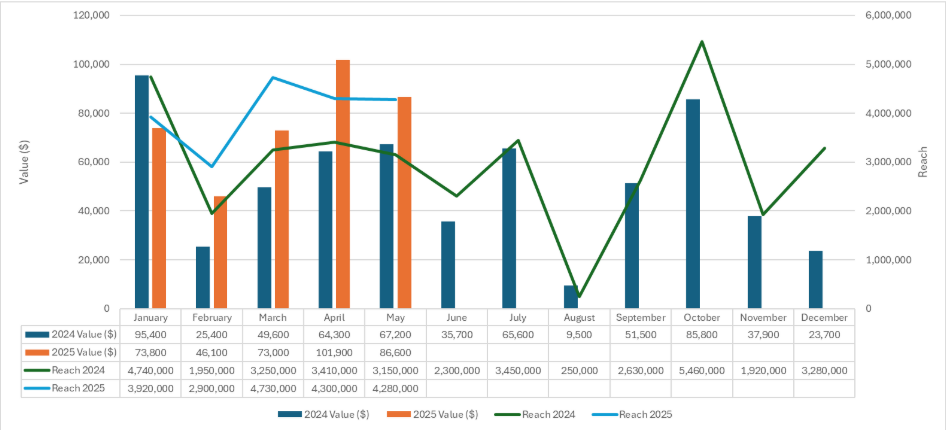 120,000 6,000,000
100,000 5,000,000
80,000 4,000,000
60,000 3,000,000
40,000 2,000,000
20,000 1,000,000
0 0
Value ($)
Reach
January February March April May June July August September October November December
2024 Value ($) 95,400 25,400 49,600 64,300 67,200 35,700 65,600 9,500 51,500 85,800 37,900 23,700
2025 Value ($) 73,800 46,100 73,000 101,900 86,600
Reach 2024 4,740,000 1,950,000 3,250,000 3,410,000 3,150,000 2,300,000 3,450,000 250,000 2,630,000 5,460,000 1,920,000 3,280,000
Reach 2025 3,920,000 2,900,000 4,730,000 4,300,000 4,280,000
2024 Value ($) 2025 Value ($) Reach 2024 Reach 2025